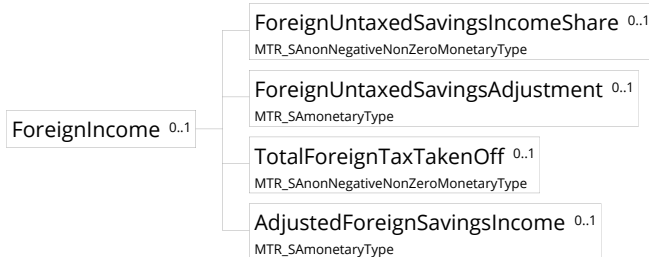 ForeignUntaxedSavingsIncomeShare 0..1
MTR_SAnonNegativeNonZeroMonetaryType
ForeignUntaxedSavingsAdjustment 0..1
MTR_SAmonetaryType
ForeignIncome 0..1
TotalForeignTaxTakenOff 0..1
MTR_SAnonNegativeNonZeroMonetaryType
AdjustedForeignSavingsIncome 0..1
MTR_SAmonetaryType